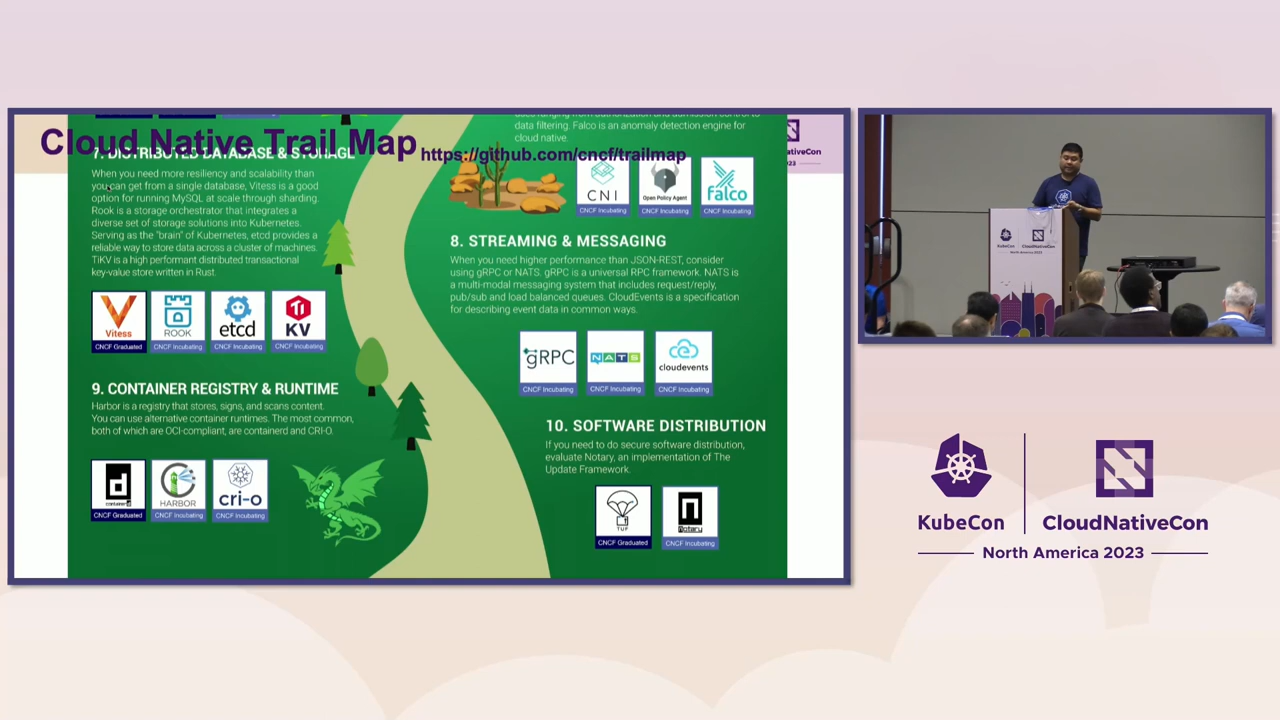 Cloud Native Trail Map
https://github.com/cncf/trailmap
7. DISTRIBUTED DATABASE & STORAGE
When you need more resiliency and scalability than
you can get from a single database, Vitess is a good
option for running MySQL at scale through sharding.
Rook is a storage orchestrator that integrates a
diverse set of storage solutions into Kubernetes.
Serving as the "brain" of Kubernetes, etcd provides a
reliable way to store data across a cluster of machines.
TiKV is a high performant distributed transactional
key-value store written in Rust.
Vitess
CNCF Graduated
ROOK
CNCF Incubating
etcd
CNCF Incubating
KV
CNCF Incubating
9. CONTAINER REGISTRY & RUNTIME
Harbor is a registry that stores, signs, and scans content.
You can use alternative container runtimes. The most common,
both of which are OCI-compliant, are containerd and CRI-O.
containerd
CNCF Graduated
HARBOR
CNCF Incubating
cri-o
CNCF Incubating
data filtering. Falco is an anomaly detection engine for
cloud native.
CNI
CNCF Incubating
Open Policy Agent
CNCF Incubating
falco
CNCF Incubating
8. STREAMING & MESSAGING
When you need higher performance than JSON-REST, consider
using gRPC or NATS. gRPC is a universal RPC framework. NATS is
a multi-modal messaging system that includes request/reply,
pub/sub and load balanced queues. CloudEvents is a specification
for describing event data in common ways.
gRPC
CNCF Incubating
NATS
CNCF Incubating
cloudevents
CNCF Incubating
10. SOFTWARE DISTRIBUTION
If you need to do secure software distribution,
evaluate Notary, an implementation of The
Update Framework.
TUF
CNCF Graduated
Notary
CNCF Incubating
KubeCon
CloudNativeCon
North America 2023
KubeCon
CloudNativeCon
North America 2023